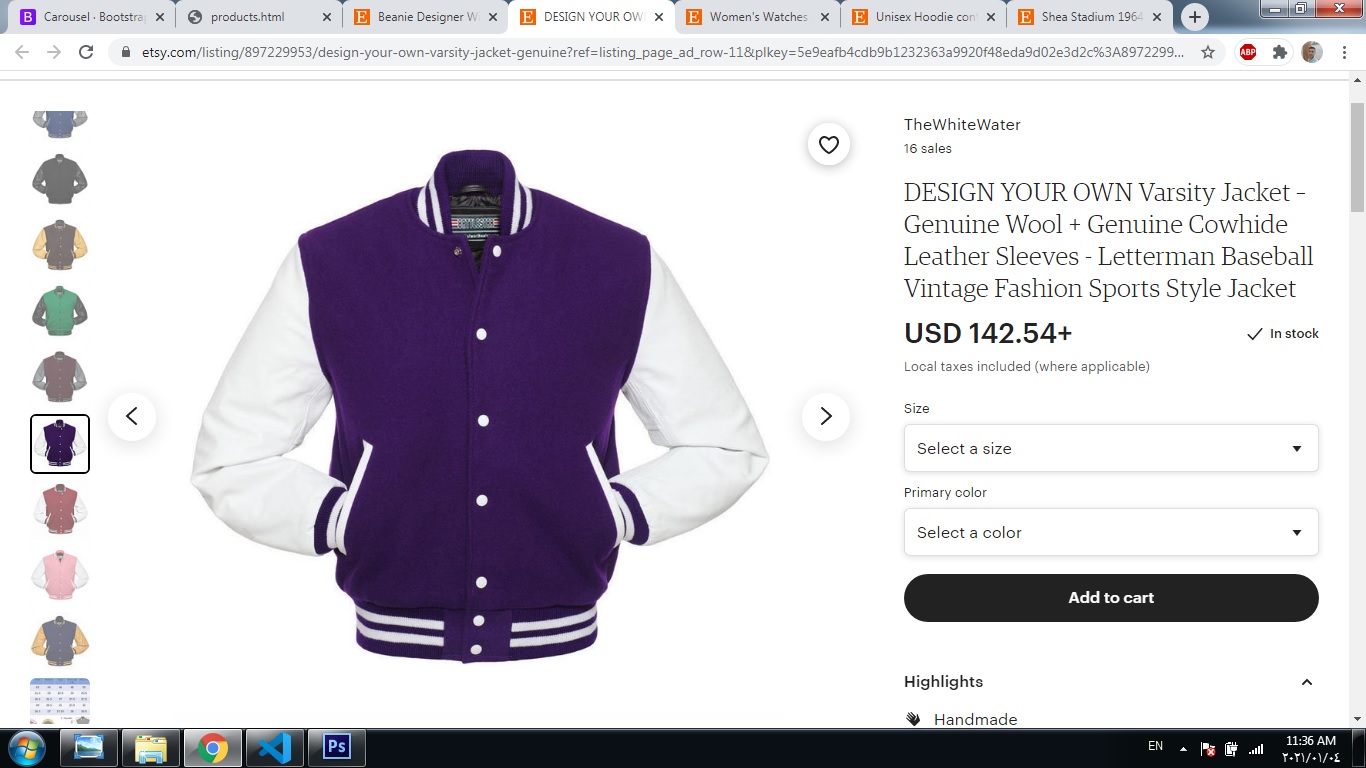 Carousel · Bootstrap
products.html
Beanie Designer Wi
DESIGN YOUR OWN
Women's Watches
Unisex Hoodie con
Shea Stadium 1964
etsy.com/listing/897229953/design-your-own-varsity-jacket-genuine?ref=listing_page_ad_row-11&plkey=5e9eafb4cdb9b1232363a9920f48eda9d02e3d2c%3A8972299...
ABP
TheWhiteWater
16 sales
DESIGN YOUR OWN Varsity Jacket –
Genuine Wool + Genuine Cowhide
Leather Sleeves - Letterman Baseball
Vintage Fashion Sports Style Jacket
USD 142.54+
In stock
Local taxes included (where applicable)
Size
Select a size
Primary color
Select a color
Add to cart
Highlights
Handmade
Ps
EN
11:36 AM
٢٠٢١/٠١/٠٤